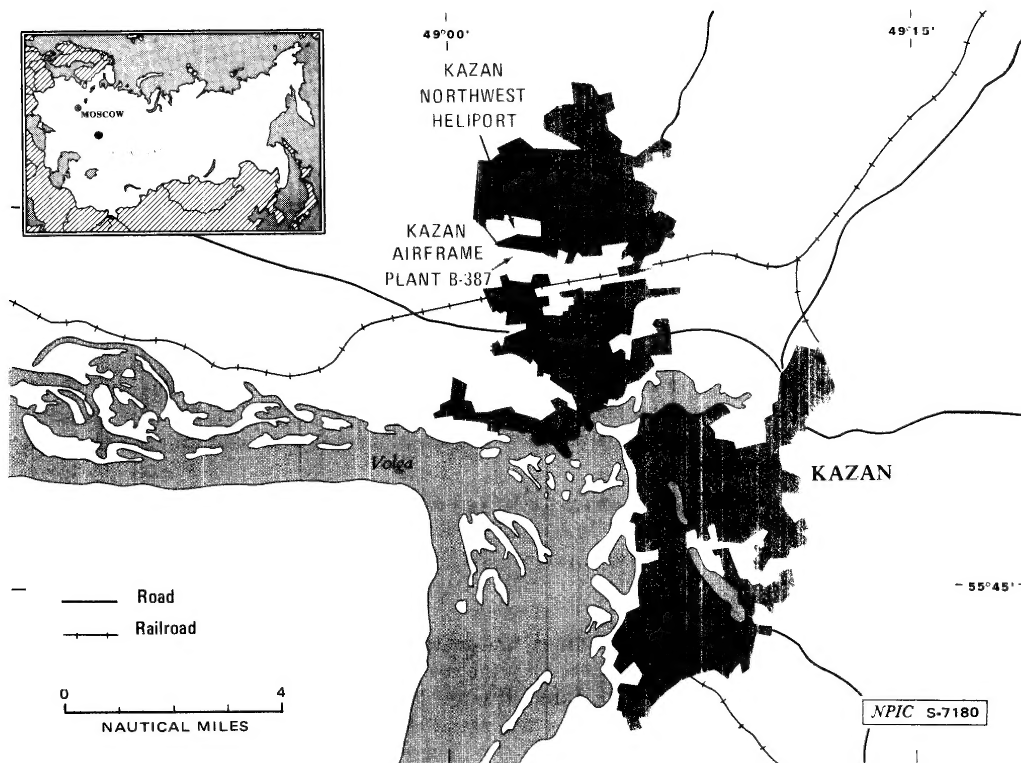 MOSCOW
49°00'
49°15'
KAZAN
NORTHWEST
HELIPORT
KAZAN
AIRFRAME
PLANT B-387
Volga
KAZAN
55°45'
Road
Railroad
0 4
NAUTICAL MILES
NPIC S-7180